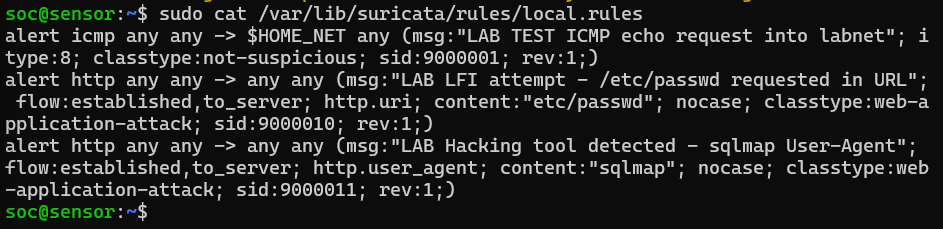 soc@sensor:~$ sudo cat /var/lib/suricata/rules/local.rules
alert icmp any any -> $HOME_NET any (msg:"LAB TEST ICMP echo request into labnet"; i
type:8; classtype:not-suspicious; sid:9000001; rev:1;)
alert http any any -> any any (msg:"LAB LFI attempt - /etc/passwd requested in URL";
 flow:established,to_server; http.uri; content:"etc/passwd"; nocase; classtype:web-a
pplication-attack; sid:9000010; rev:1;)
alert http any any -> any any (msg:"LAB Hacking tool detected - sqlmap User-Agent";
flow:established,to_server; http.user_agent; content:"sqlmap"; nocase; classtype:web
-application-attack; sid:9000011; rev:1;)
soc@sensor:~$